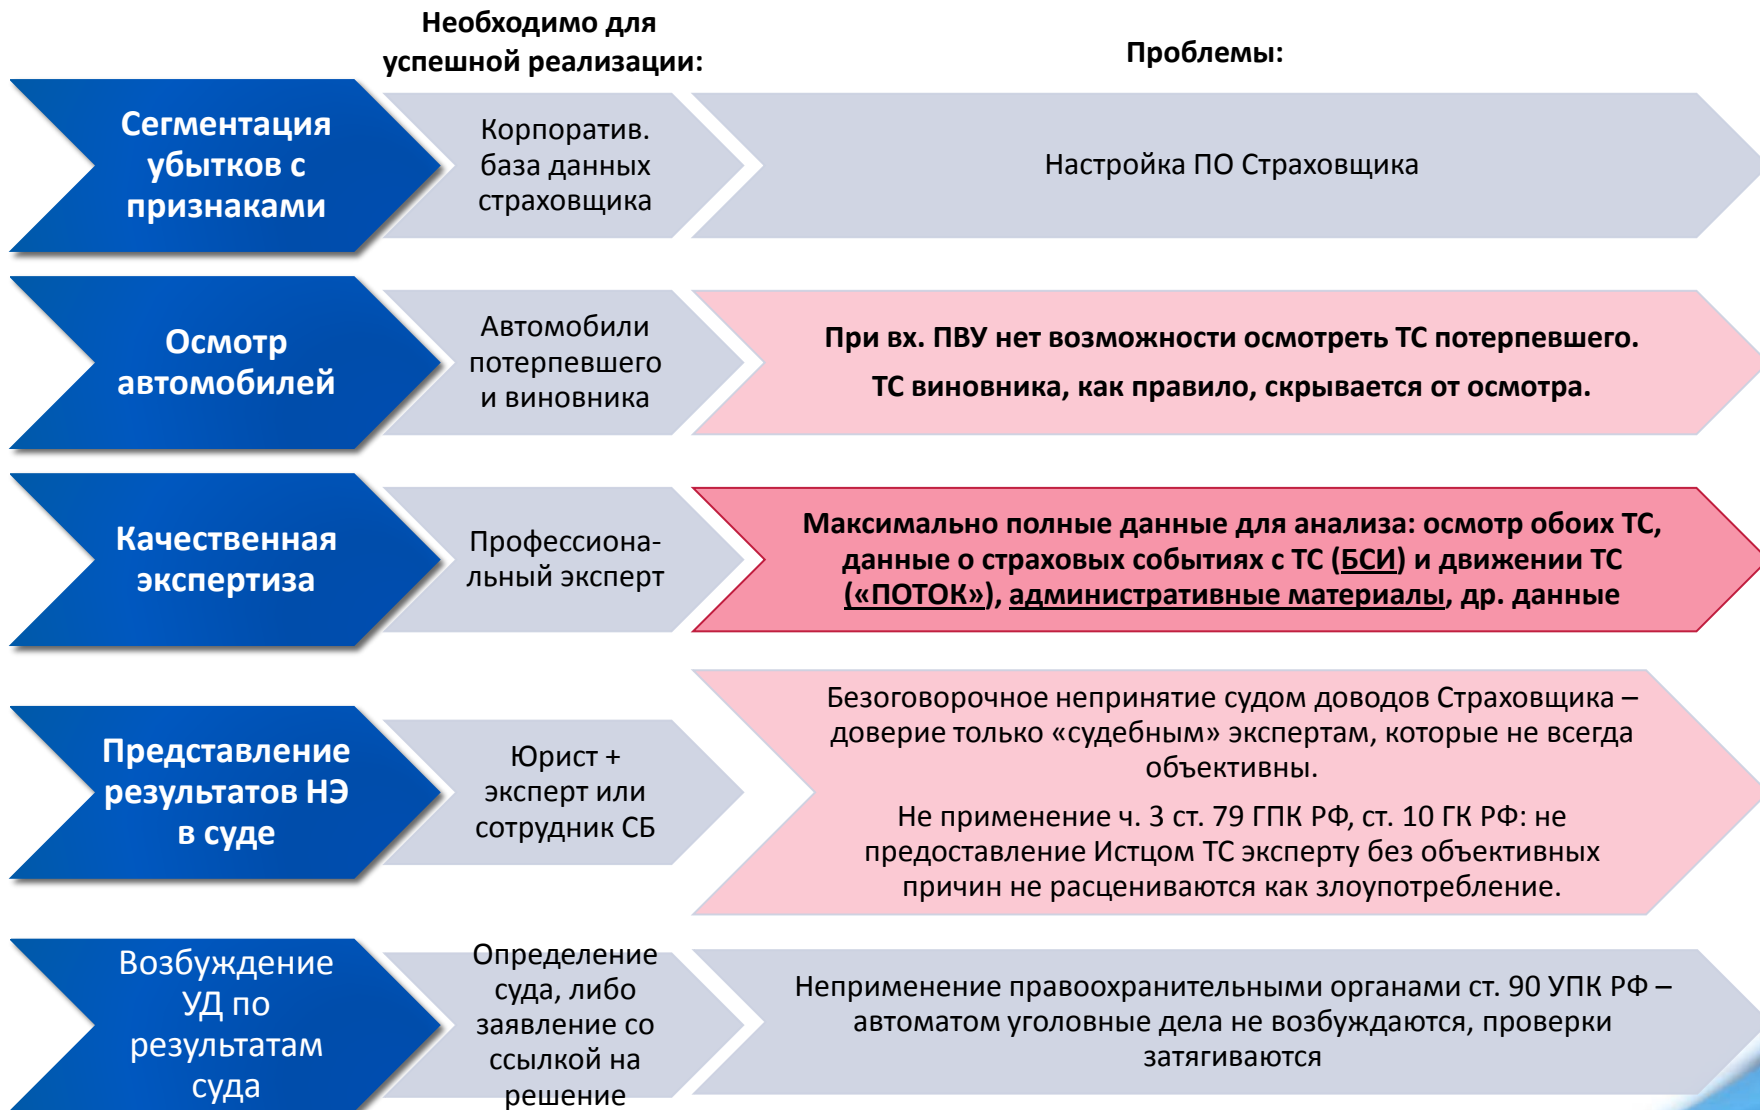 Необходимо для
успешной реализации:
Проблемы:
Сегментация
убытков с
признаками
Корпоратив.
база данных
страховщика
Настройка ПО Страховщика
Осмотр
автомобилей
Автомобили
потерпевшего
и виновника
При вх. ПВУ нет возможности осмотреть ТС потерпевшего.
ТС виновника, как правило, скрывается от осмотра.
Качественная
экспертиза
Профессиона-
льный эксперт
Максимально полные данные для анализа: осмотр обоих ТС,
данные о страховых событиях с ТС (БСИ) и движении ТС
(«ПОТОК»), административные материалы, др. данные
Представление
результатов НЭ
в суде
Юрист +
эксперт или
сотрудник СБ
Безоговорочное непринятие судом доводов Страховщика –
доверие только «судебным» экспертам, которые не всегда
объективны.
Не применение ч. 3 ст. 79 ГПК РФ, ст. 10 ГК РФ: не
предоставление Истцом ТС эксперту без объективных
причин не расцениваются как злоупотребление.
Возбуждение
УД по
результатам
суда
Определение
суда, либо
заявление со
ссылкой на
решение
Неприменение правоохранительными органами ст. 90 УПК РФ –
автоматом уголовные дела не возбуждаются, проверки
затягиваются